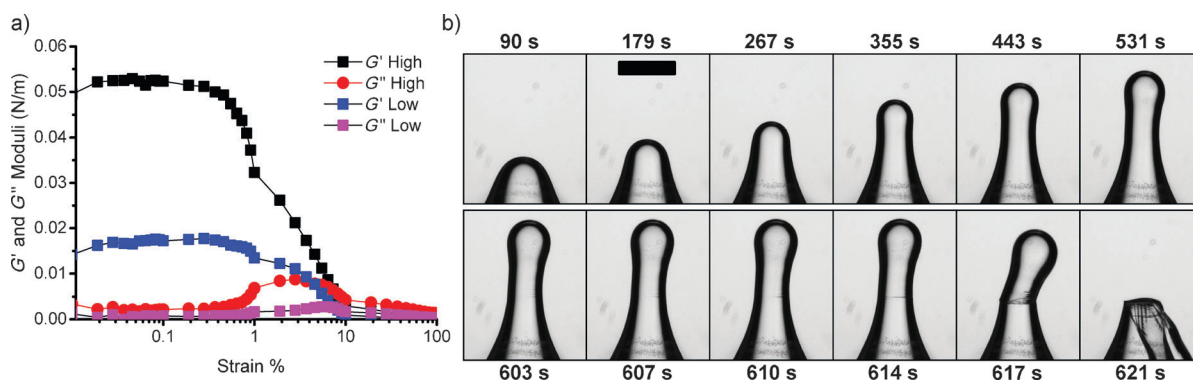 a)
G' and G'' Moduli (N/m)
0.06
0.05
0.04
0.03
0.02
0.01
0.00
0.1
1
10
100
Strain %
G' High
G'' High
G' Low
G'' Low
b)
90 s
179 s
267 s
355 s
443 s
531 s
603 s
607 s
610 s
614 s
617 s
621 s